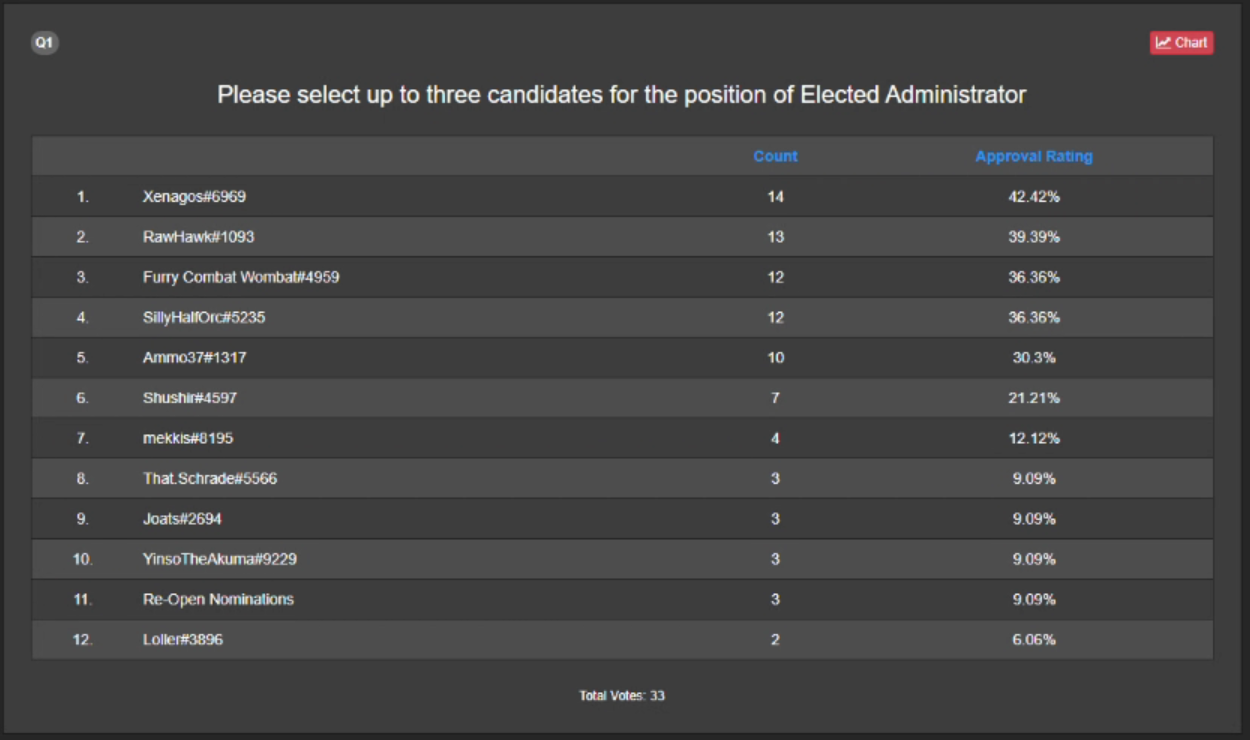 Q1
Chart
Please select up to three candidates for the position of Elected Administrator
Count Approval Rating
1. Xenagos#6969 14 42.42%
2. RawHawk#1093 13 39.39%
3. Furry Combat Wombat#4959 12 36.36%
4. SillyHalfOrc#5235 12 36.36%
5. Ammo37#1317 10 30.3%
6. Shushir#4597 7 21.21%
7. mekkis#8195 4 12.12%
8. That.Schrade#5566 3 9.09%
9. Joats#2694 3 9.09%
10. YinsoTheAkuma#9229 3 9.09%
11. Re-Open Nominations 3 9.09%
12. Loller#3896 2 6.06%
Total Votes: 33